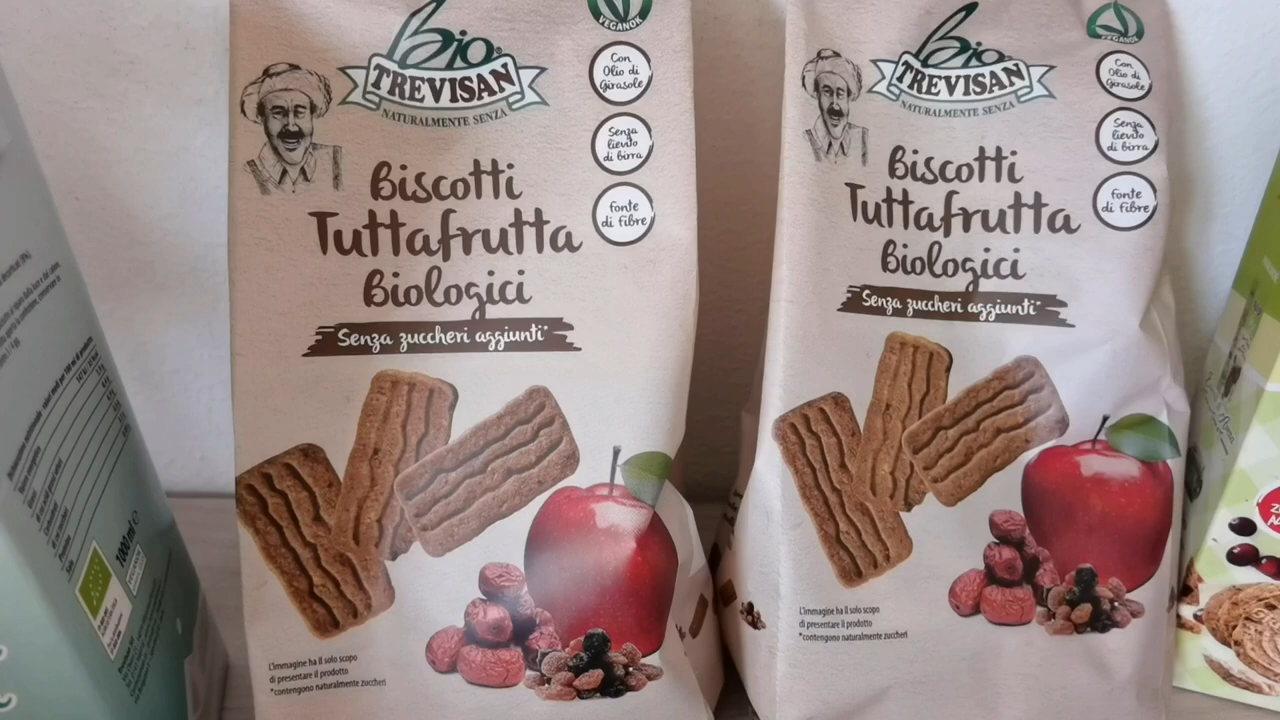 bio
TREVISAN
NATURALMENTE SENZA
VEGANOK
Con
Olio di
Girasole
Senza
lievito
di birra
fonte
di fibre
Biscotti
Tuttafrutta
Biologici
Senza zuccheri aggiunti*
L'immagine ha il solo scopo
di presentare il prodotto
*contengono naturalmente zuccheri
bio
TREVISAN
NATURALMENTE SENZA
VEGANOK
Con
Olio di
Girasole
Senza
lievito
di birra
fonte
di fibre
Biscotti
Tuttafrutta
Biologici
Senza zuccheri aggiunti*
L'immagine ha il solo scopo
di presentare il prodotto
*contengono naturalmente zuccheri
1000 ml e